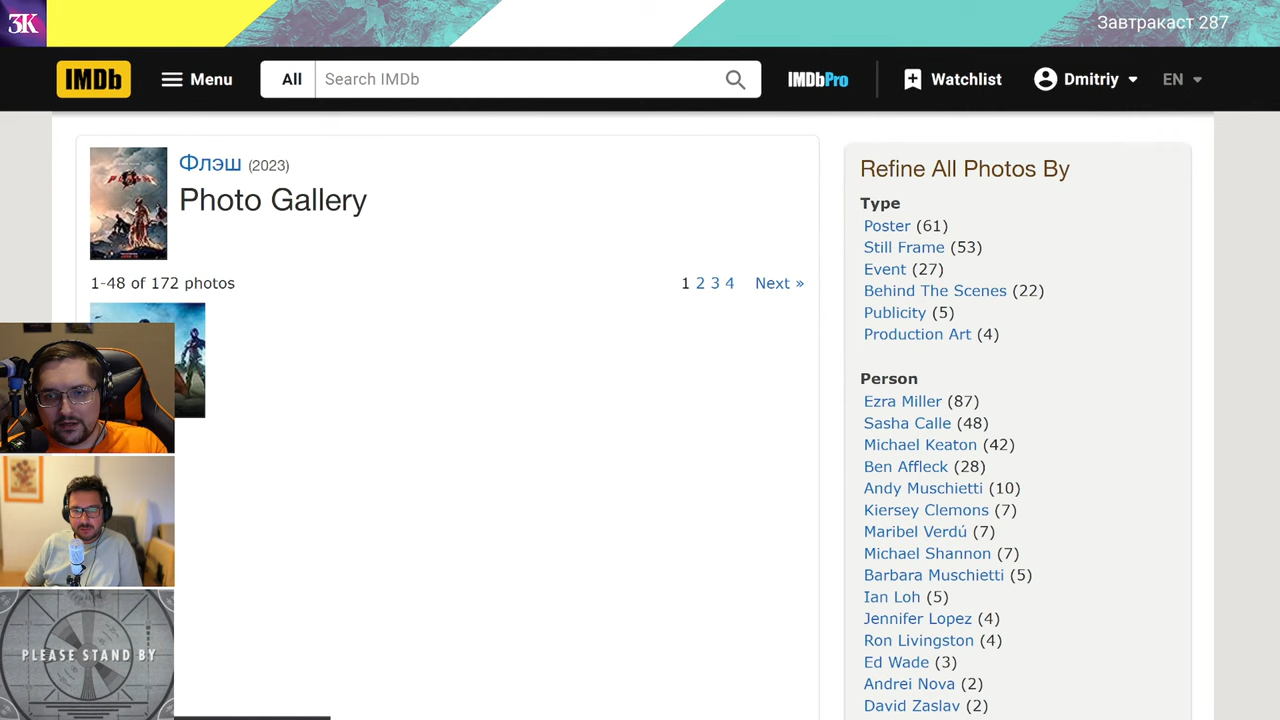 3K
Завтракаст 287
IMDb
Menu
All
Search IMDb
IMDbPro
Watchlist
Dmitriy
EN
Флэш (2023)
Photo Gallery
1-48 of 172 photos
1 2 3 4 Next »
Refine All Photos By
Type
Poster (61)
Still Frame (53)
Event (27)
Behind The Scenes (22)
Publicity (5)
Production Art (4)
Person
Ezra Miller (87)
Sasha Calle (48)
Michael Keaton (42)
Ben Affleck (28)
Andy Muschietti (10)
Kiersey Clemons (7)
Maribel Verdú (7)
Michael Shannon (7)
Barbara Muschietti (5)
Ian Loh (5)
Jennifer Lopez (4)
Ron Livingston (4)
Ed Wade (3)
Andrei Nova (2)
David Zaslav (2)
PLEASE STAND BY